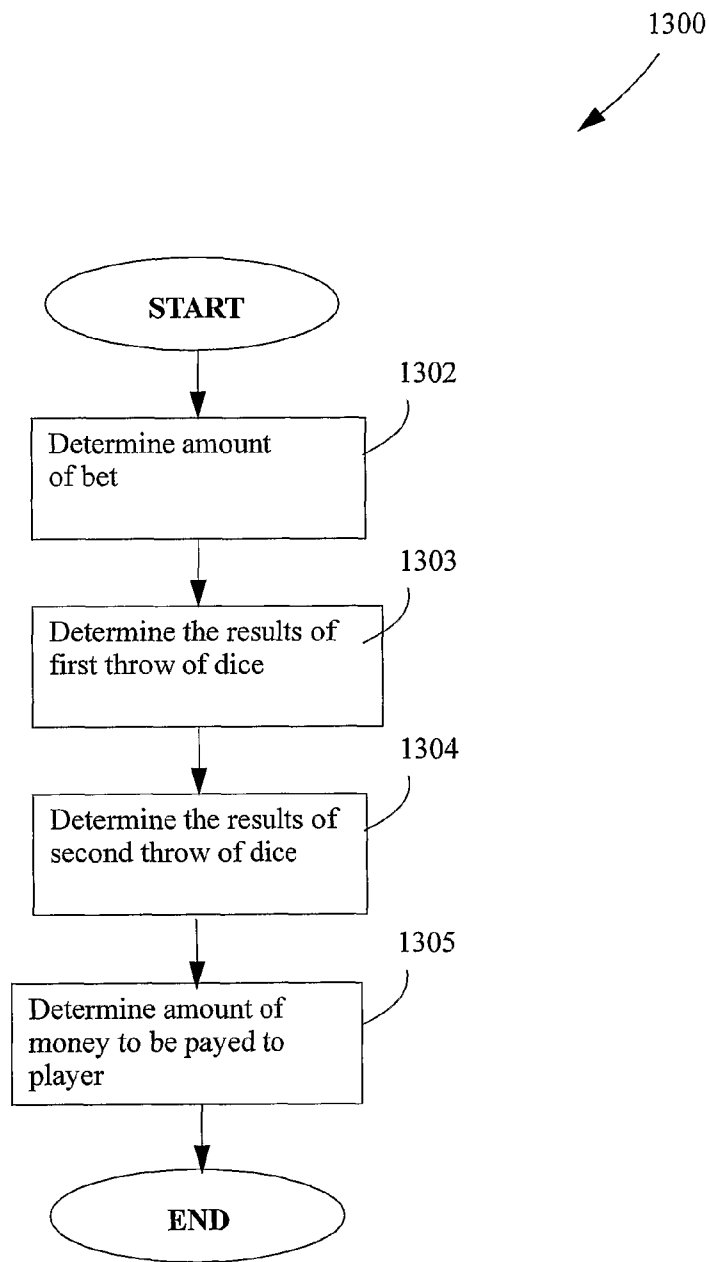 1300
START
1302
Determine amount
of bet
1303
Determine the results of
first throw of dice
1304
Determine the results of
second throw of dice
1305
Determine amount of
money to be payed to
player
END